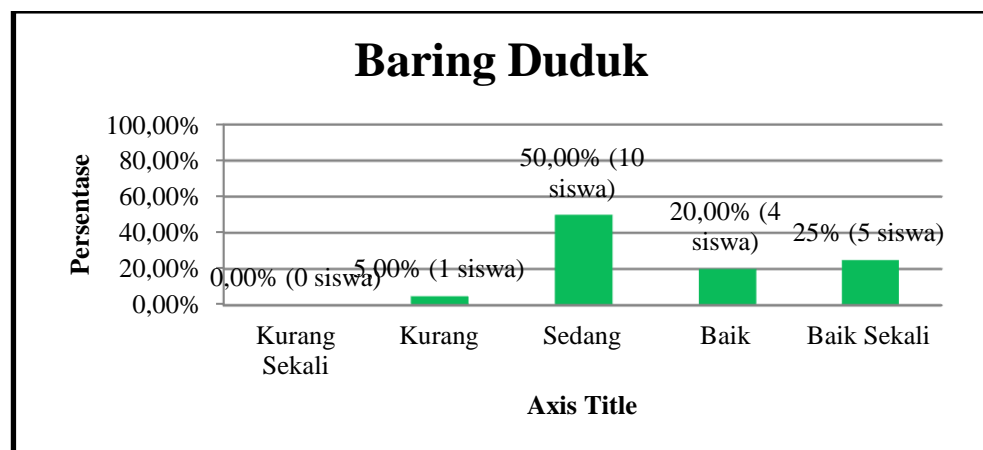 Baring Duduk
Persentase
100,00%
80,00%
60,00%
40,00%
20,00%
0,00%
0,00% (0 siswa)
5,00% (1 siswa)
50,00% (10
siswa)
20,00% (4
siswa)
25% (5 siswa)
Kurang
Sekali
Kurang
Sedang
Baik
Baik Sekali
Axis Title